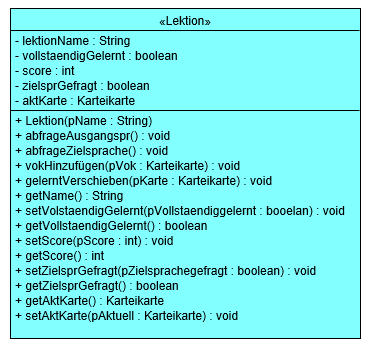 «Lektion»
- lektionName : String
- vollstaendigGelernt : boolean
- score : int
- zielsprGefragt : boolean
- aktKarte : Karteikarte
+ Lektion(pName : String)
+ abfrageAusgangspr() : void
+ abfrageZielsprache() : void
+ vokHinzufügen(pVok : Karteikarte) : void
+ gelerntVerschieben(pKarte : Karteikarte) : void
+ getName() : String
+ setVolstaendigGelernt(pVollstaendiggelernt : booelan) : void
+ getVollstaendigGelernt() : boolean
+ setScore(pScore : int) : void
+ getScore() : int
+ setZielsprGefragt(pZielsprachegefragt : boolean) : void
+ getZielsprGefragt() : boolean
+ getAktKarte() : Karteikarte
+ setAktKarte(pAktuell : Karteikarte) : void